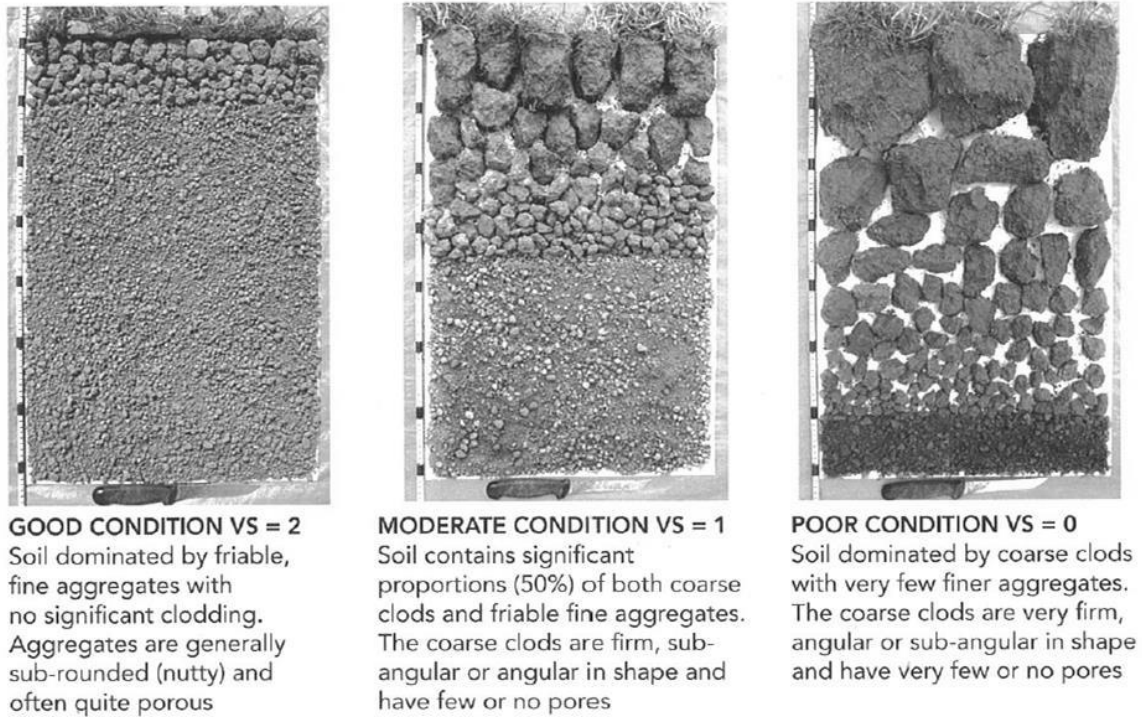 GOOD CONDITION VS = 2
Soil dominated by friable,
fine aggregates with
no significant clodding.
Aggregates are generally
sub-rounded (nutty) and
often quite porous
MODERATE CONDITION VS = 1
Soil contains significant
proportions (50%) of both coarse
clods and friable fine aggregates.
The coarse clods are firm, sub-
angular or angular in shape and
have few or no pores
POOR CONDITION VS = 0
Soil dominated by coarse clods
with very few finer aggregates.
The coarse clods are very firm,
angular or sub-angular in shape
and have very few or no pores